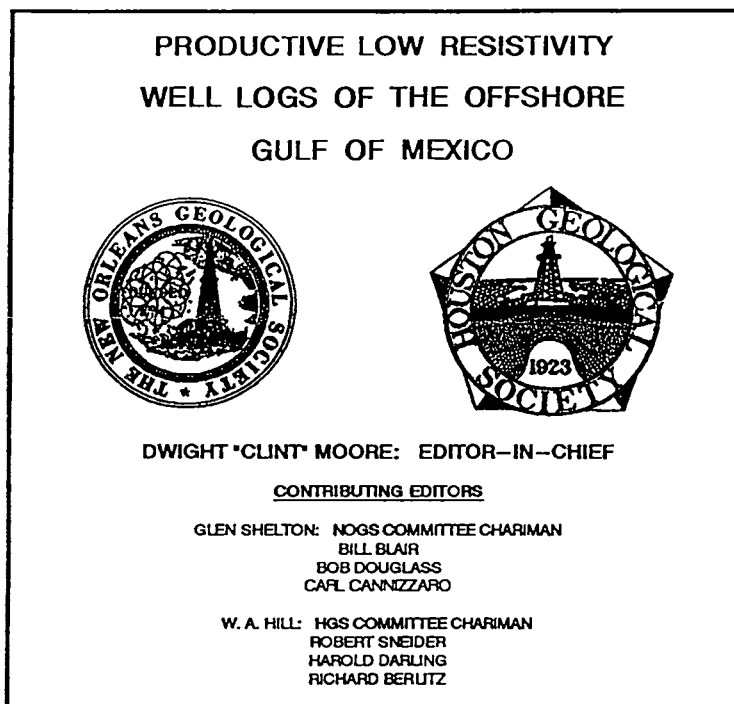 PRODUCTIVE LOW RESISTIVITY
WELL LOGS OF THE OFFSHORE
GULF OF MEXICO
THE NEW ORLEANS GEOLOGICAL SOCIETY ★
HOUSTON GEOLOGICAL SOCIETY
1923
DWIGHT "CLINT" MOORE: EDITOR-IN-CHIEF
CONTRIBUTING EDITORS
GLEN SHELTON: NOGS COMMITTEE CHARIMAN
BILL BLAIR
BOB DOUGLASS
CARL CANNIZZARO
W. A. HILL: HGS COMMITTEE CHARIMAN
ROBERT SNEIDER
HAROLD DARLING
RICHARD BERLITZ